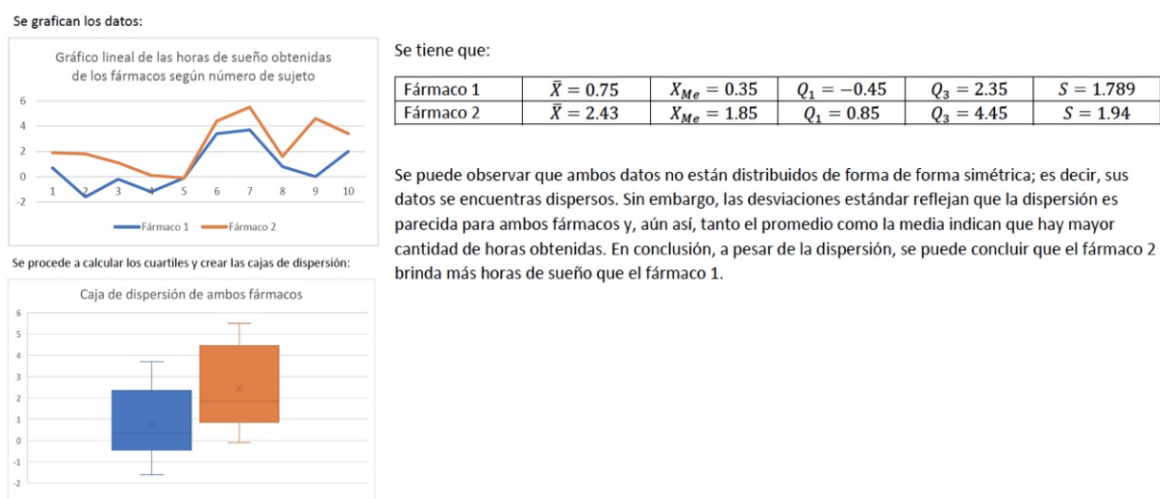 Se grafican los datos:
Gráfico lineal de las horas de sueño obtenidas
de los fármacos según número de sujeto
6
4
2
0
-2
1 2 3 4 5 6 7 8 9 10
Fármaco 1 Fármaco 2
Se procede a calcular los cuartiles y crear las cajas de dispersión:
Caja de dispersión de ambos fármacos
6
5
4
3
2
1
0
-1
-2
Se tiene que:
Fármaco 1 X̅ = 0.75 X_Me = 0.35 Q₁ = −0.45 Q₃ = 2.35 S = 1.789
Fármaco 2 X̅ = 2.43 X_Me = 1.85 Q₁ = 0.85 Q₃ = 4.45 S = 1.94
Se puede observar que ambos datos no están distribuidos de forma de forma simétrica; es decir, sus
datos se encuentras dispersos. Sin embargo, las desviaciones estándar reflejan que la dispersión es
parecida para ambos fármacos y, aún así, tanto el promedio como la media indican que hay mayor
cantidad de horas obtenidas. En conclusión, a pesar de la dispersión, se puede concluir que el fármaco 2
brinda más horas de sueño que el fármaco 1.